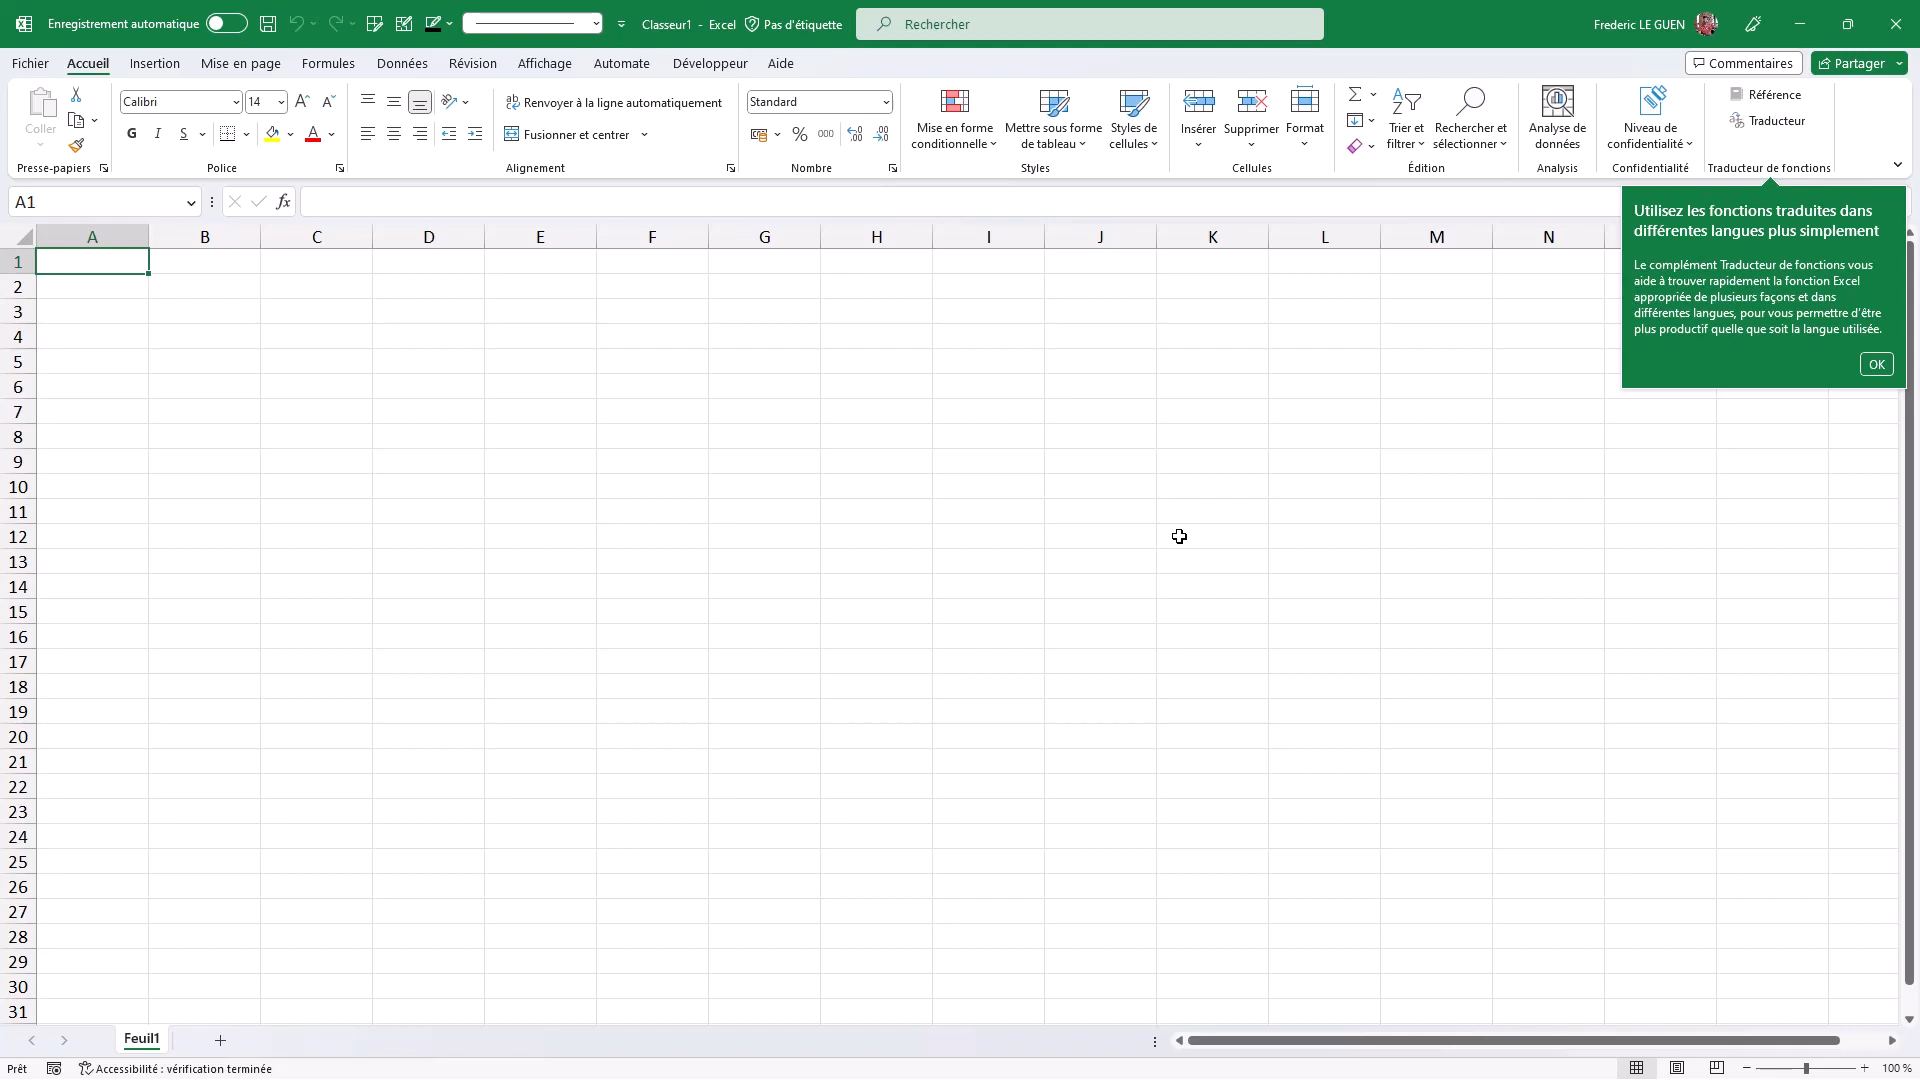 Enregistrement automatique
Classeur1 - Excel
Pas d'étiquette
Rechercher
Frederic LE GUEN
Fichier
Accueil
Insertion
Mise en page
Formules
Données
Révision
Affichage
Automate
Développeur
Aide
Commentaires
Partager
Coller
Presse-papiers
Calibri
14
G
I
S
Police
Renvoyer à la ligne automatiquement
Fusionner et centrer
Alignement
Standard
%
000
Nombre
Mise en forme
conditionnelle
Mettre sous forme
de tableau
Styles de
cellules
Styles
Insérer
Supprimer
Format
Cellules
Trier et
filtrer
Rechercher et
sélectionner
Édition
Analyse de
données
Analysis
Niveau de
confidentialité
Confidentialité
Référence
Traducteur
Traducteur de fonctions
A1
fx
Utilisez les fonctions traduites dans
différentes langues plus simplement
Le complément Traducteur de fonctions vous
aide à trouver rapidement la fonction Excel
appropriée de plusieurs façons et dans
différentes langues, pour vous permettre d'être
plus productif quelle que soit la langue utilisée.
OK
A B C D E F G H I J K L M N
1
2
3
4
5
6
7
8
9
10
11
12
13
14
15
16
17
18
19
20
21
22
23
24
25
26
27
28
29
30
31
Feuil1
Prêt
Accessibilité : vérification terminée
100 %